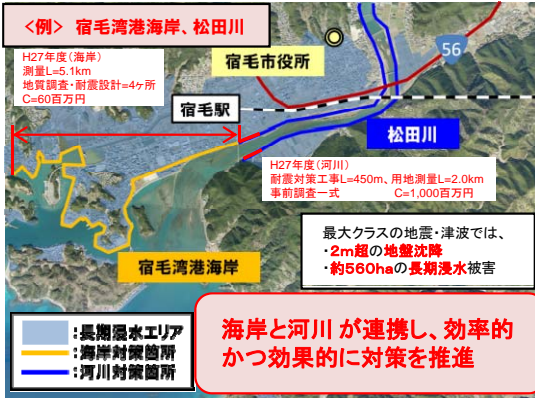 <例> 宿毛湾港海岸、松田川
H27年度(海岸)
測量L=5.1km
地質調査・耐震設計=4ヶ所
C=60百万円
宿毛市役所
56
宿毛駅
松田川
H27年度(河川)
耐震対策工事L=450m、用地測量L=2.0km
事前調査一式 C=1,000百万円
最大クラスの地震・津波では、
・2m超の地盤沈降
・約560haの長期浸水被害
宿毛湾港海岸
:長期浸水エリア
:海岸対策箇所
:河川対策箇所
海岸と河川が連携し、効率的
かつ効果的に対策を推進